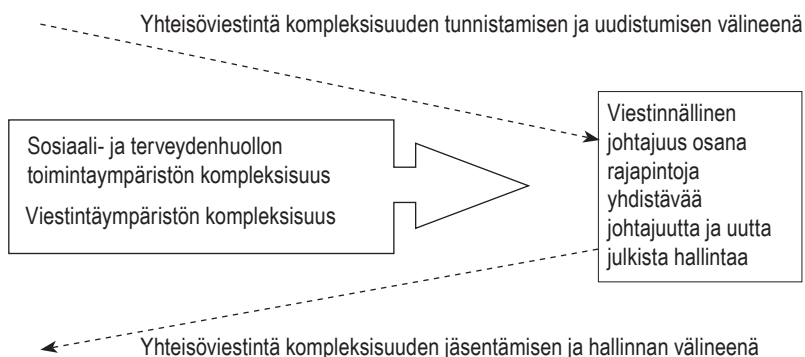 Yhteisöviestintä kompleksisuuden tunnistamisen ja uudistumisen välineenä
Sosiaali- ja terveydenhuollon
toimintaympäristön kompleksisuus
Viestintäympäristön kompleksisuus
Viestinnällinen
johtajuus osana
rajapintoja
yhdistävää
johtajuutta ja uutta
julkista hallintaa
Yhteisöviestintä kompleksisuuden jäsentämisen ja hallinnan välineenä